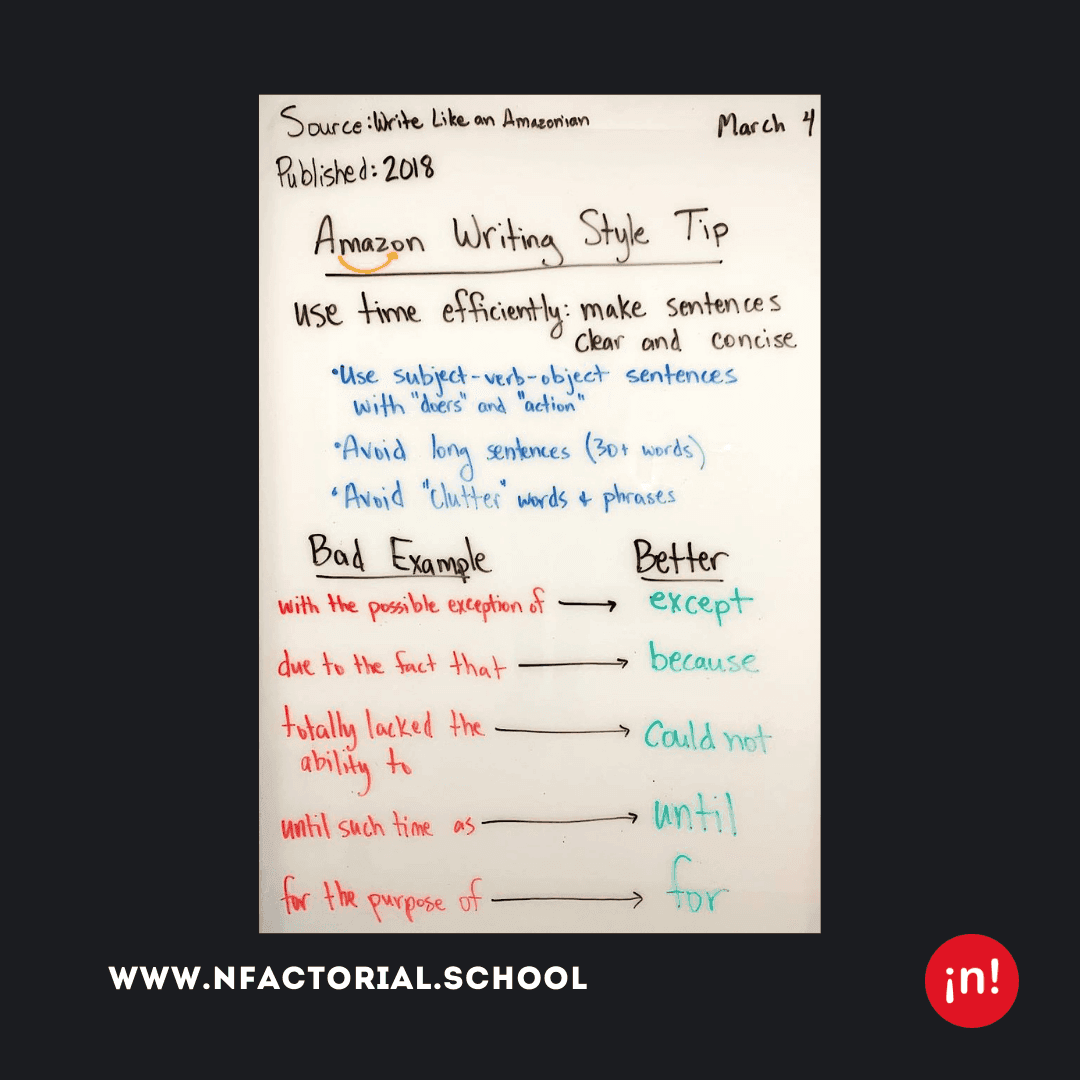 Source: Write Like an Amazonian
March 4
Published: 2018
Amazon Writing Style Tip
use time efficiently: make sentences
clear and concise
•Use subject-verb-object sentences
with "doers" and "action"
•Avoid long sentences (30+ words)
•Avoid "Clutter" words + phrases
Bad Example
Better
with the possible exception of → except
due to the fact that → because
totally lacked the → Could not
ability to
until such time as → until
for the purpose of → for
WWW.NFACTORIAL.SCHOOL
¡n!